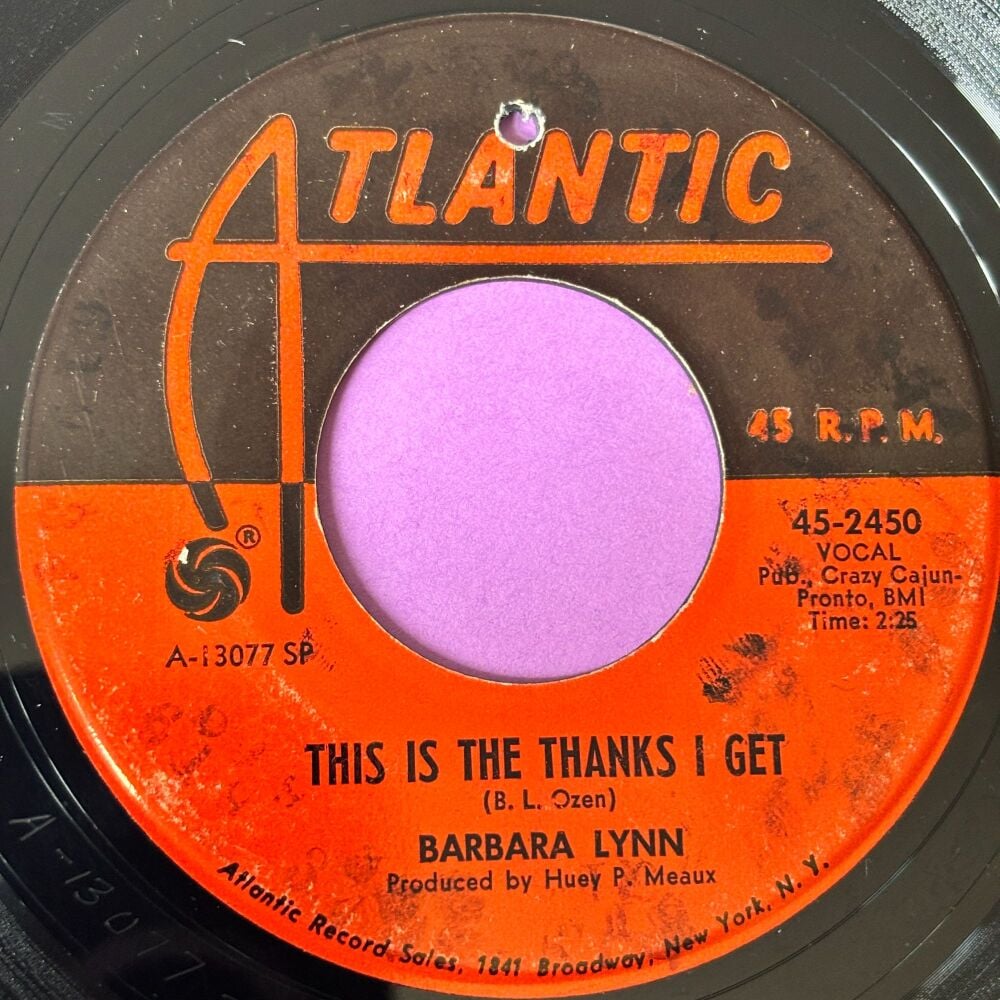 ATLANTIC
45 R.P.M.
®
45-2450
VOCAL
Pub., Crazy Cajun-
Pronto, BMI
Time: 2:25
A-13077 SP
THIS IS THE THANKS I GET
(B. L. Ozen)
BARBARA LYNN
Produced by Huey P. Meaux
Atlantic Record Sales, 1841 Broadway, New York, N. Y.
A-13077